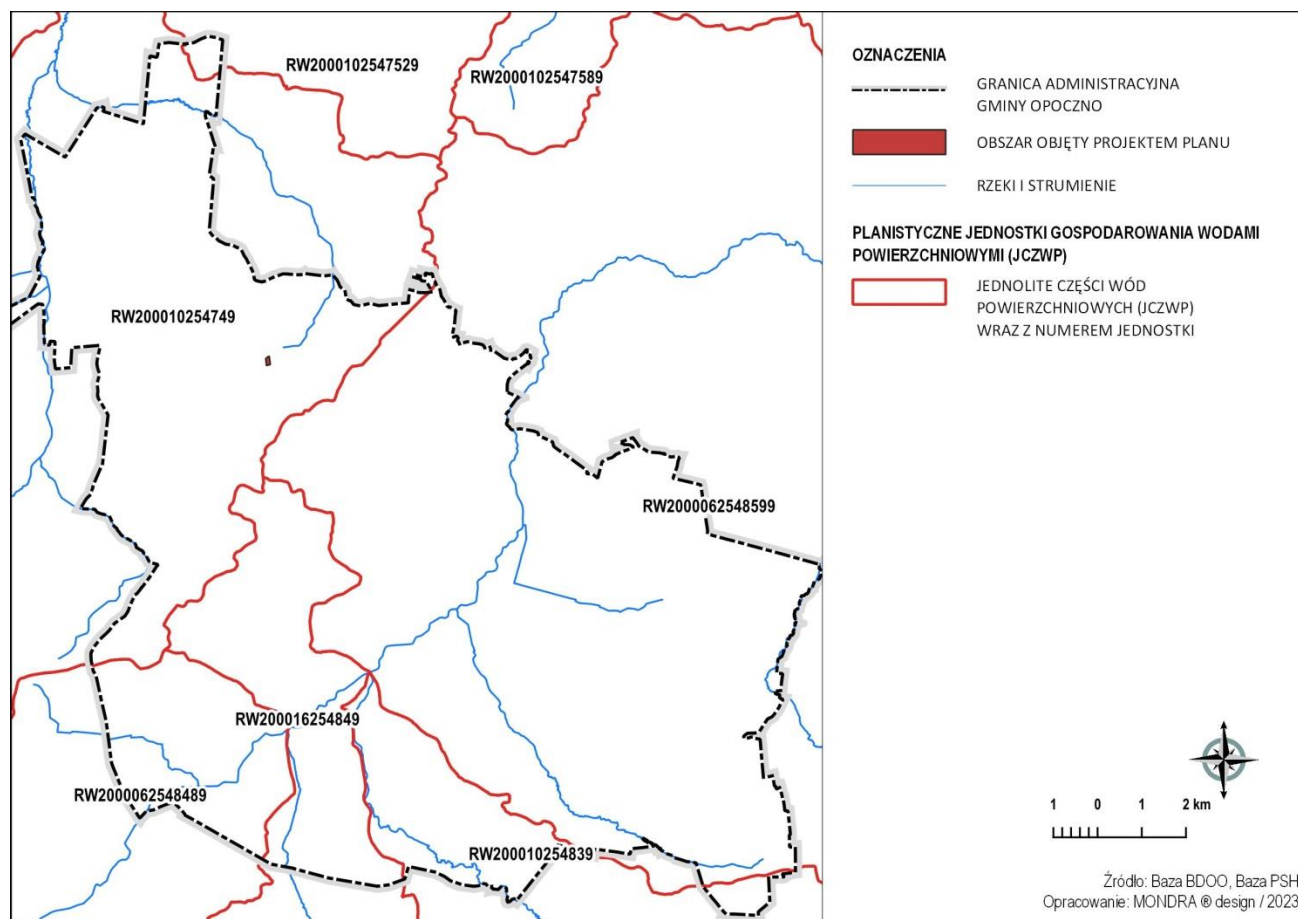 RW2000102547529
RW2000102547589
RW200010254749
RW2000062548599
RW200016254849
RW2000062548489
RW200010254839
OZNACZENIA
GRANICA ADMINISTRACYJNA
GMINY OPOCZNO
OBSZAR OBJĘTY PROJEKTEM PLANU
RZEKI I STRUMIENIE
PLANISTYCZNE JEDNOSTKI GOSPODAROWANIA WODAMI
POWIERZCHNIOWYMI (JCZWP)
JEDNOLITE CZĘŚCI WÓD
POWIERZCHNIOWYCH (JCZWP)
WRAZ Z NUMEREM JEDNOSTKI
1 0 1 2 km
Źródło: Baza BDOO, Baza PSH
Opracowanie: MONDRA ® design / 2023